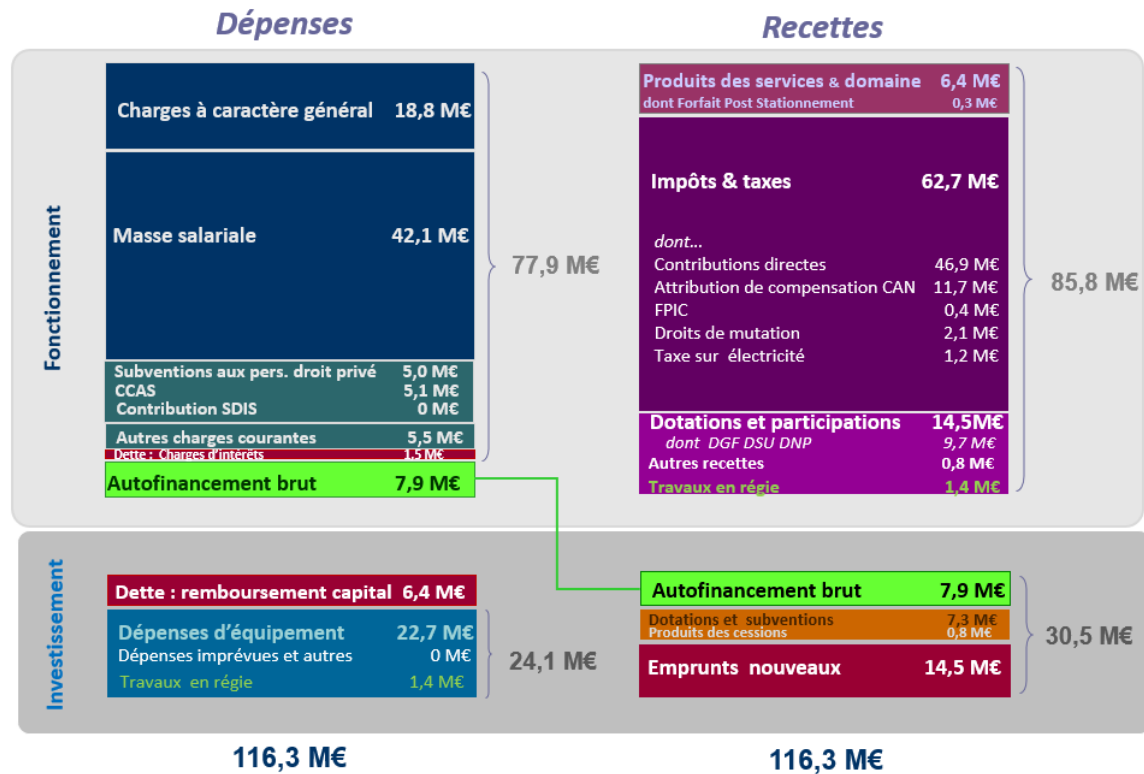 Dépenses
Recettes
Fonctionnement
Charges à caractère général 18,8 M€
Masse salariale 42,1 M€
Subventions aux pers. droit privé 5,0 M€
CCAS 5,1 M€
Contribution SDIS 0 M€
Autres charges courantes 5,5 M€
Dette : Charges d'intérêts 1,5 M€
Autofinancement brut 7,9 M€
77,9 M€
Produits des services & domaine 6,4 M€
dont Forfait Post Stationnement 0,3 M€
Impôts & taxes 62,7 M€
dont...
Contributions directes 46,9 M€
Attribution de compensation CAN 11,7 M€
FPIC 0,4 M€
Droits de mutation 2,1 M€
Taxe sur électricité 1,2 M€
Dotations et participations 14,5M€
dont DGF DSU DNP 9,7 M€
Autres recettes 0,8 M€
Travaux en régie 1,4 M€
85,8 M€
Investissement
Dette : remboursement capital 6,4 M€
Dépenses d'équipement 22,7 M€
Dépenses imprévues et autres 0 M€
Travaux en régie 1,4 M€
24,1 M€
Autofinancement brut 7,9 M€
Dotations et subventions 7,3 M€
Produits des cessions 0,8 M€
Emprunts nouveaux 14,5 M€
30,5 M€
116,3 M€
116,3 M€